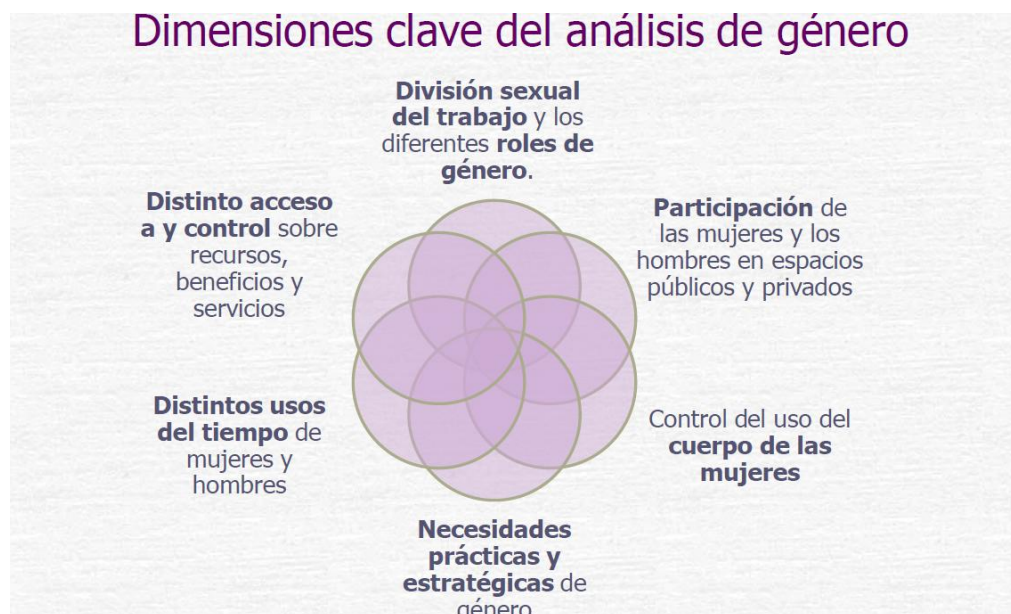 Dimensiones clave del análisis de género
División sexual
del trabajo y los
diferentes roles de
género.
Distinto acceso
a y control sobre
recursos,
beneficios y
servicios
Participación de
las mujeres y los
hombres en espacios
públicos y privados
Distintos usos
del tiempo de
mujeres y
hombres
Control del uso del
cuerpo de las
mujeres
Necesidades
prácticas y
estratégicas de
género